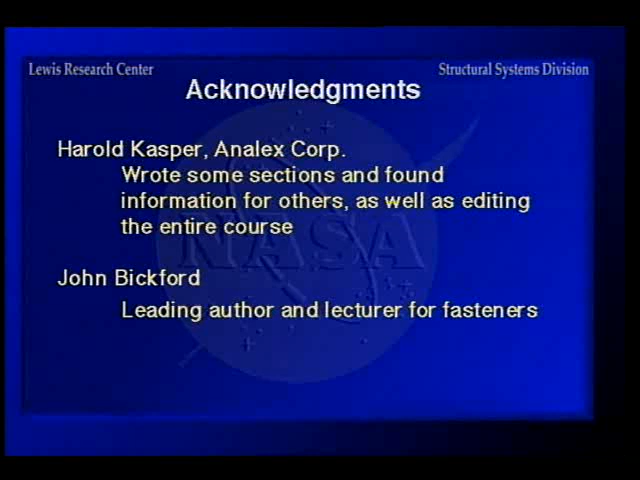 Lewis Research Center
Structural Systems Division
Acknowledgments
Harold Kasper, Analex Corp.
Wrote some sections and found
information for others, as well as editing
the entire course
John Bickford
Leading author and lecturer for fasteners
NASA